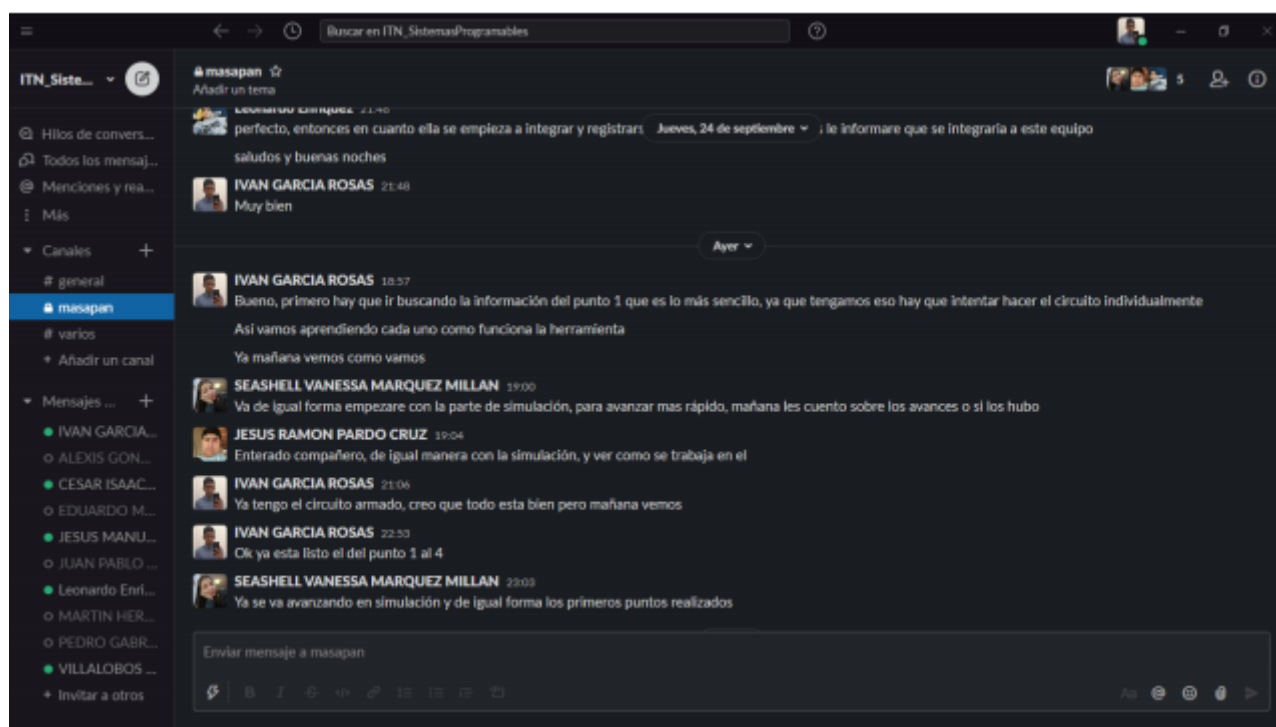 Buscar en ITN_SistemasProgramables
ITN_Siste...
masapan
Añadir un tema
5
Hilos de convers...
Todos los mensaj...
Menciones y rea...
Más
Canales
# general
masapan
# varios
+ Añadir un canal
Mensajes ...
IVAN GARCIA...
ALEXIS GON...
CESAR ISAAC...
EDUARDO M...
JESUS MANU...
JUAN PABLO ...
Leonardo Enri...
MARTIN HER...
PEDRO GABR...
VILLALOBOS ...
+ Invitar a otros
Leonardo Enriquez 21:46
perfecto, entonces en cuanto ella se empieza a integrar y registrars
Jueves, 24 de septiembre
le informare que se integraría a este equipo
saludos y buenas noches
IVAN GARCIA ROSAS 21:48
Muy bien
Ayer
IVAN GARCIA ROSAS 18:57
Bueno, primero hay que ir buscando la información del punto 1 que es lo más sencillo, ya que tengamos eso hay que intentar hacer el circuito individualmente
Asi vamos aprendiendo cada uno como funciona la herramienta
Ya mañana vemos como vamos
SEASHELL VANESSA MARQUEZ MILLAN 19:00
Va de igual forma empezare con la parte de simulación, para avanzar mas rápido, mañana les cuento sobre los avances o si los hubo
JESUS RAMON PARDO CRUZ 19:04
Enterado compañero, de igual manera con la simulación, y ver como se trabaja en el
IVAN GARCIA ROSAS 21:06
Ya tengo el circuito armado, creo que todo esta bien pero mañana vemos
IVAN GARCIA ROSAS 22:53
Ok ya esta listo el del punto 1 al 4
SEASHELL VANESSA MARQUEZ MILLAN 23:03
Ya se va avanzando en simulación y de igual forma los primeros puntos realizados
Enviar mensaje a masapan
B I S
Aa @